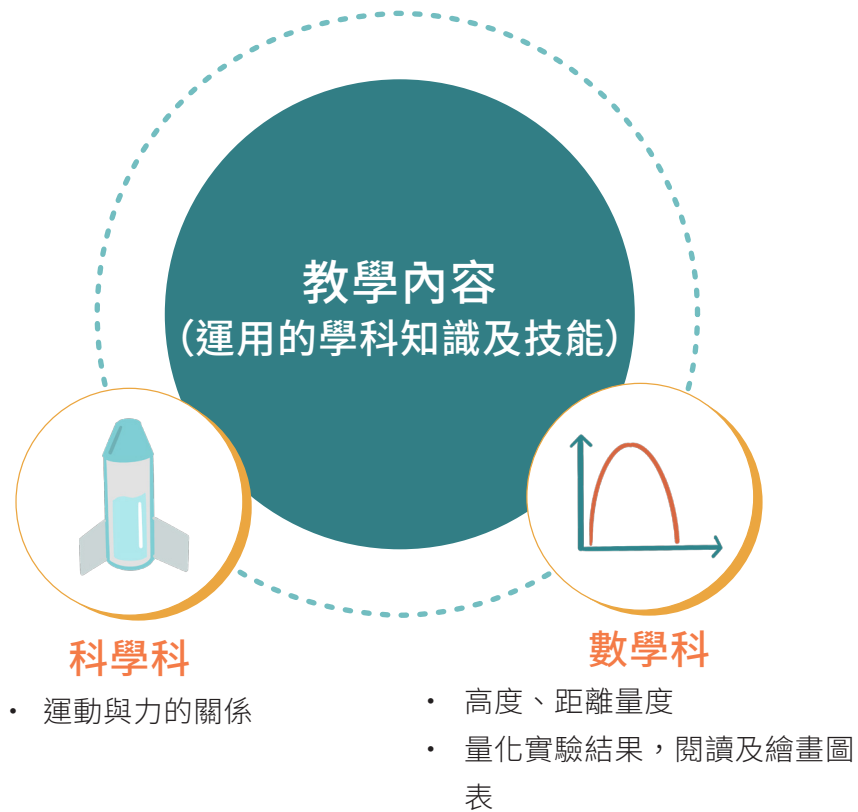 教學內容
（運用的學科知識及技能）
科學科
• 運動與力的關係
數學科
• 高度、距離量度
• 量化實驗結果，閱讀及繪畫圖
表